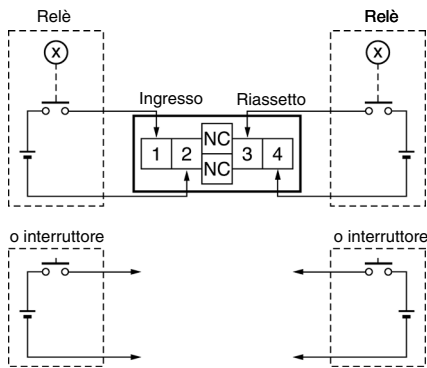 Relè
Relè
X
X
Ingresso
Riassetto
1 2 NC 3 4
NC
o interruttore
o interruttore